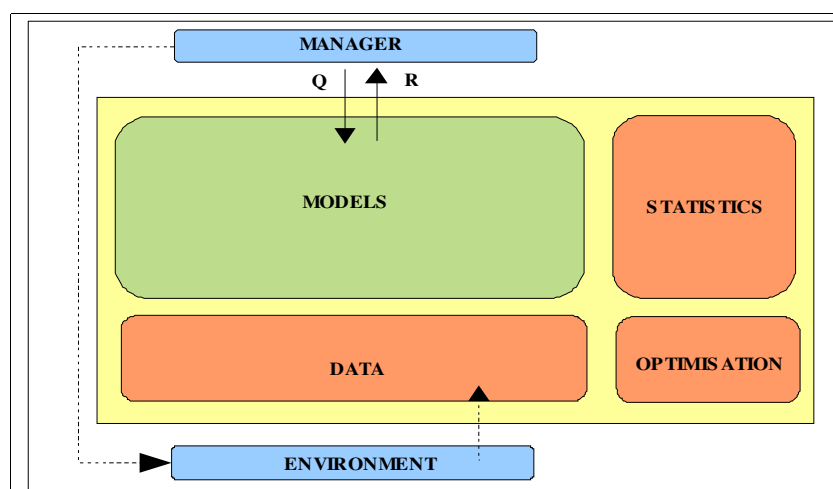 MANAGER
Q R
MODELS
STATISTICS
DATA
OPTIMISATION
ENVIRONMENT